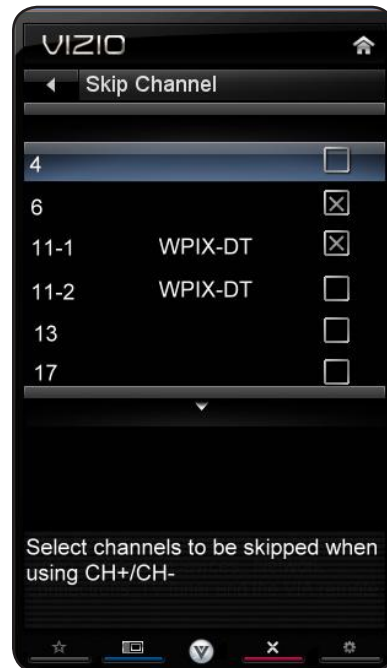 VIZIO
Skip Channel
4
6
11-1 WPIX-DT
11-2 WPIX-DT
13
17
Select channels to be skipped when
using CH+/CH-
V